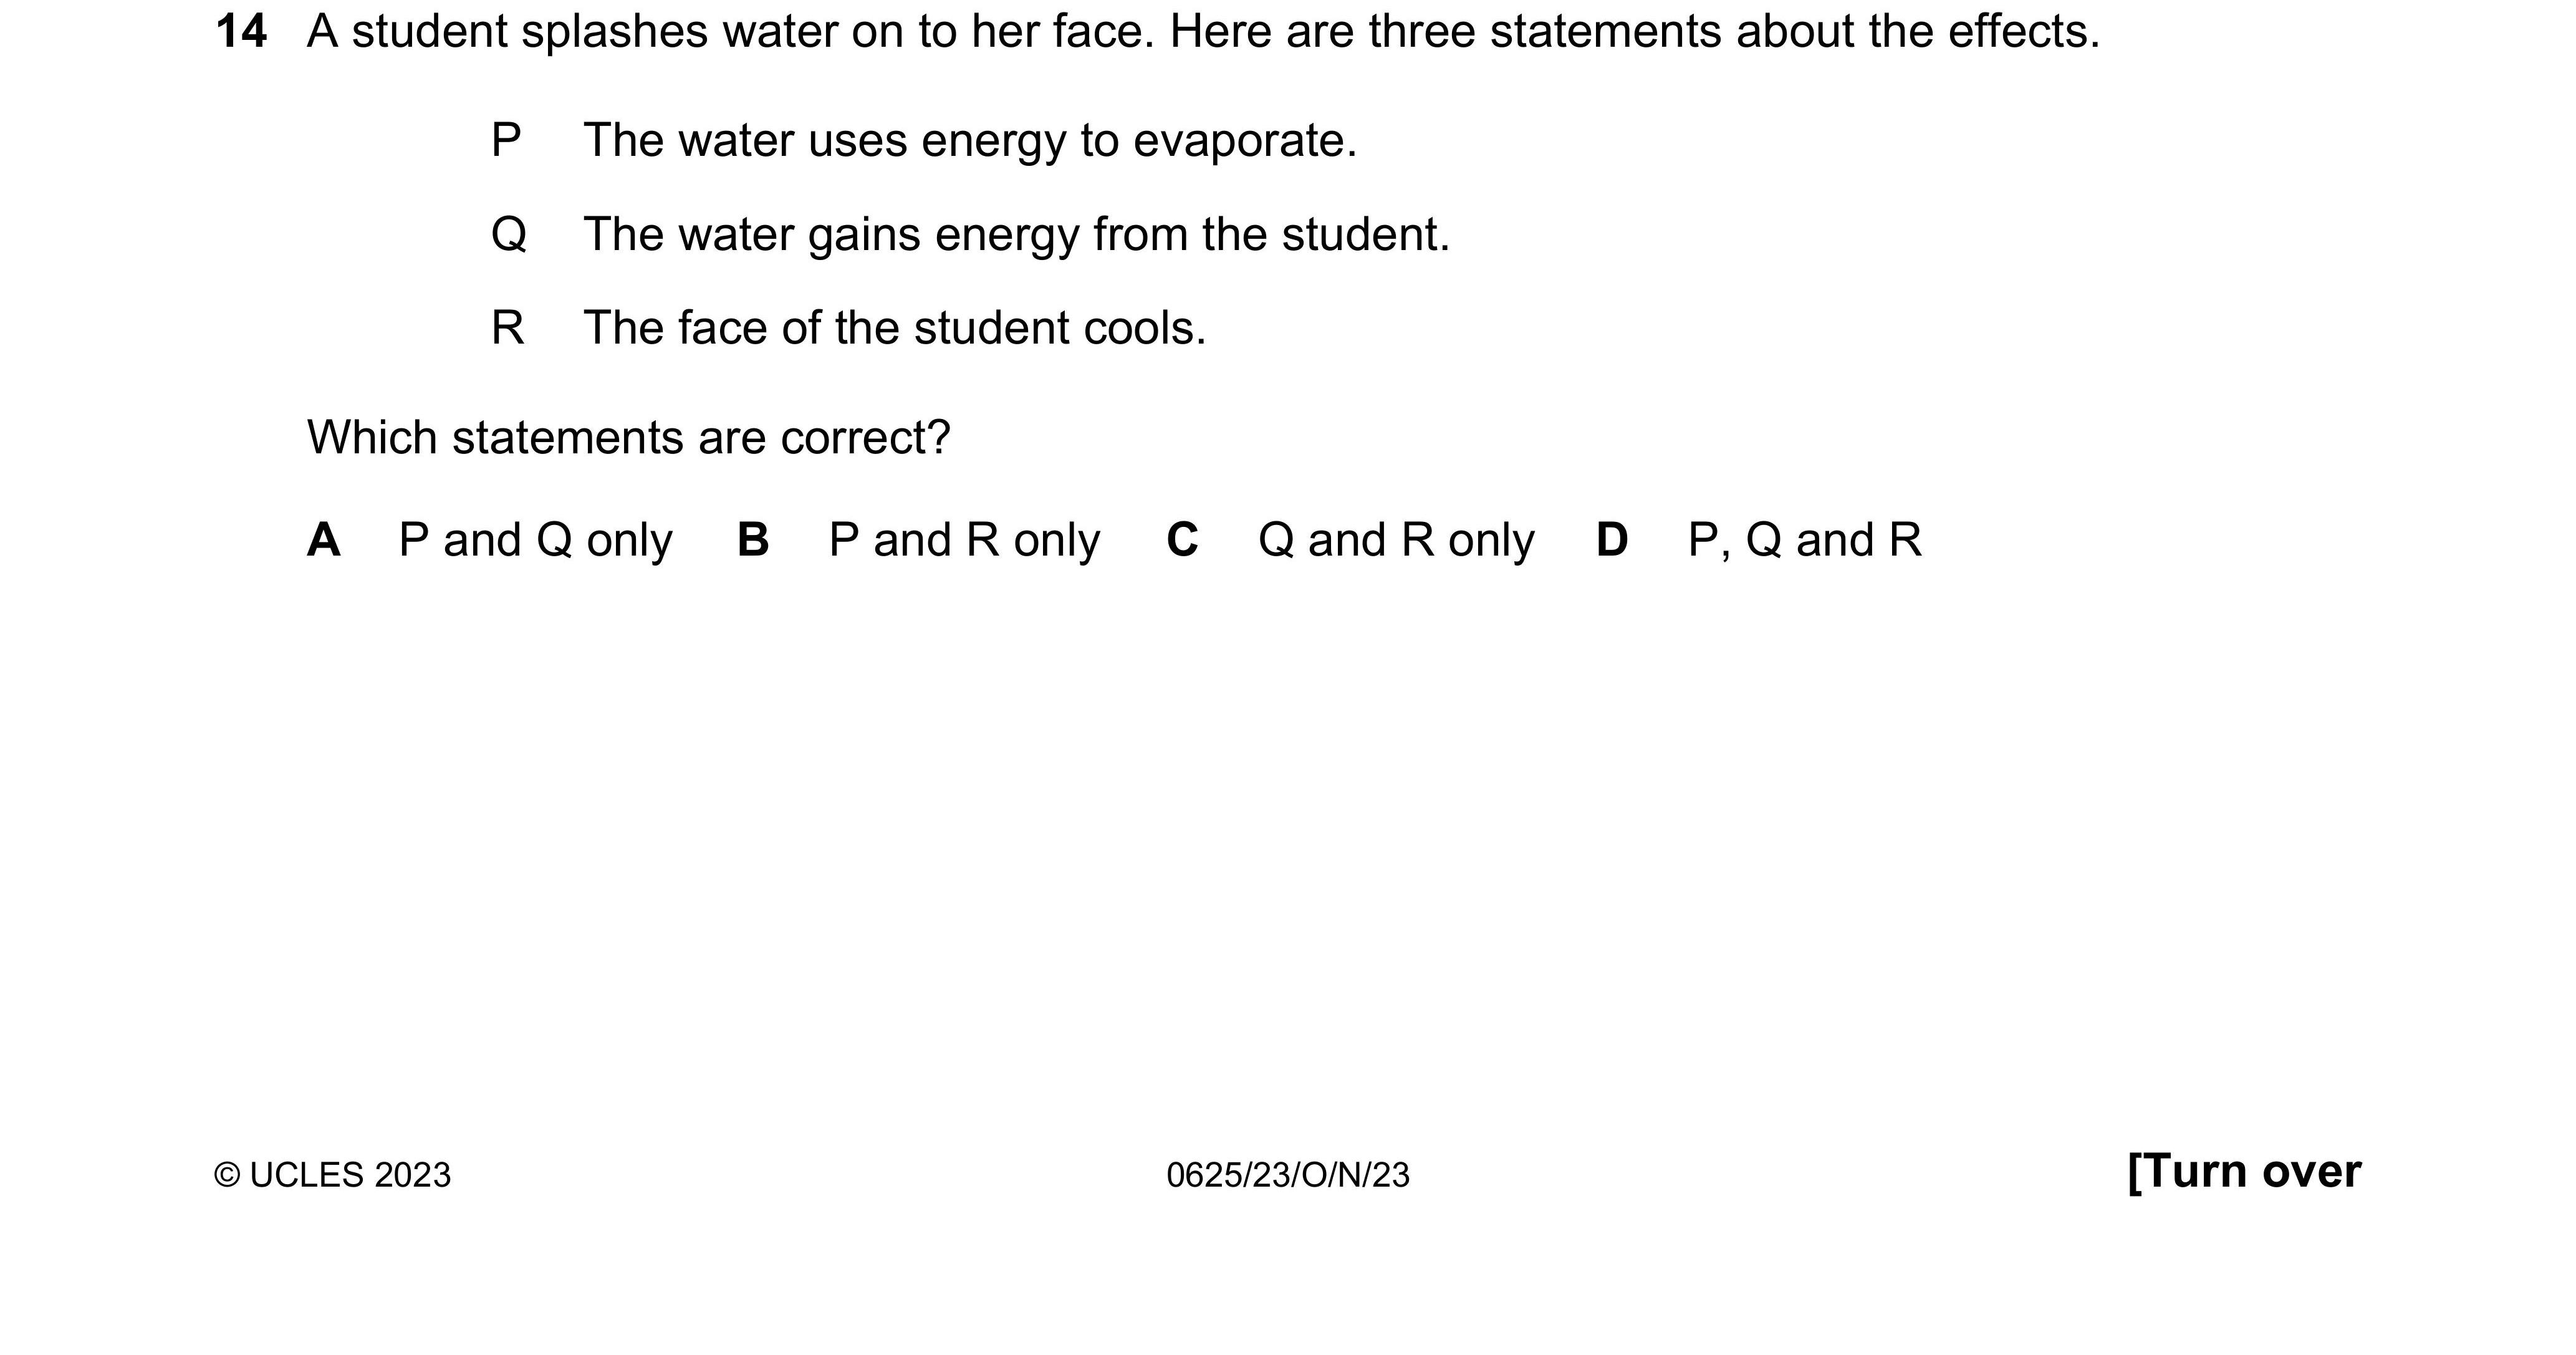 14 A student splashes water on to her face. Here are three statements about the effects.
P The water uses energy to evaporate.
Q The water gains energy from the student.
R The face of the student cools.
Which statements are correct?
A P and Q only B P and R only C Q and R only D P, Q and R
© UCLES 2023 0625/23/O/N/23 [Turn over